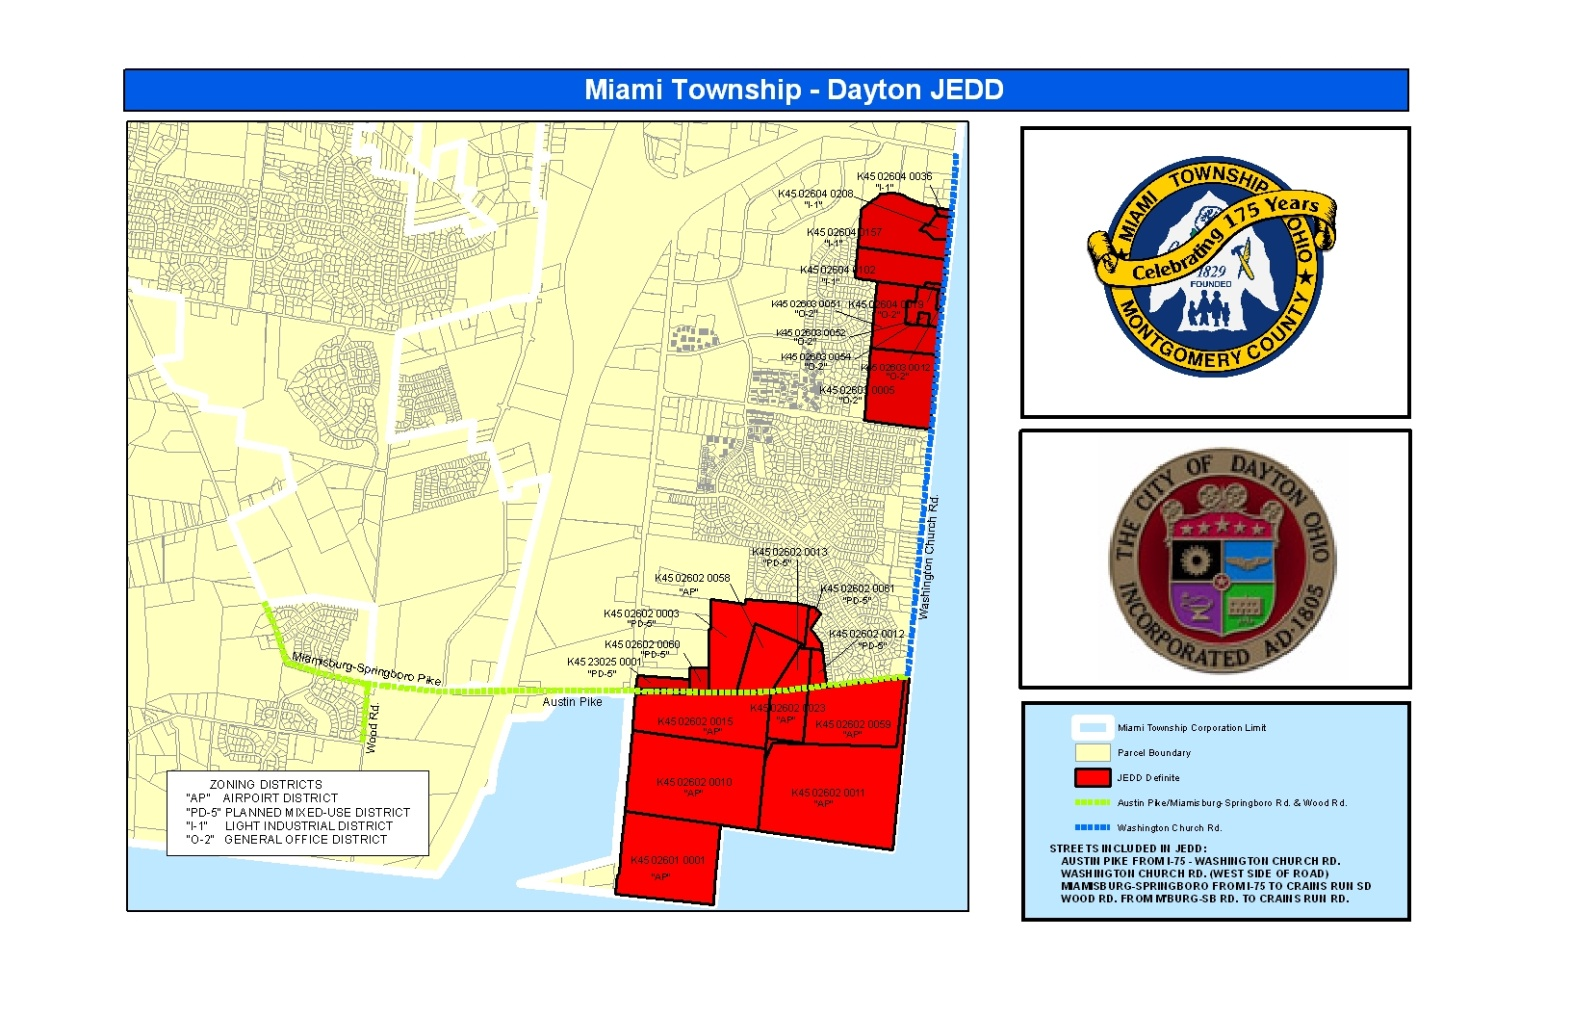 Miami Township - Dayton JEDD
K45 02604 0036
"I-1"
K45 02604 0208
"I-1"
K45 02604 0157
"I-1"
K45 02604 0102
"I-1"
K45 02603 0051
"O-2"
K45 02604 0019
"O-2"
K45 02603 0052
"O-2"
K45 02603 0054
"O-2"
K45 02603 0012
"O-2"
K45 02603 0005
"O-2"
Washington Church Rd.
K45 02602 0013
"PD-5"
K45 02602 0058
"AP"
K45 02602 0061
"PD-5"
K45 02602 0003
"PD-5"
K45 02602 0012
"PD-5"
K45 02602 0060
"PD-5"
K45 23025 0001
"PD-5"
Miamisburg-Springboro Pike
Austin Pike
Wood Rd.
K45 02602 0015
"AP"
K45 02602 0023
"AP"
K45 02602 0059
"AP"
K45 02602 0010
"AP"
K45 02602 0011
"AP"
K45 02601 0001
"AP"
ZONING DISTRICTS
"AP" AIRPORT DISTRICT
"PD-5" PLANNED MIXED-USE DISTRICT
"I-1" LIGHT INDUSTRIAL DISTRICT
"O-2" GENERAL OFFICE DISTRICT
MIAMI TOWNSHIP
OHIO
Celebrating 175 Years
1829
FOUNDED
MONTGOMERY COUNTY
THE CITY OF DAYTON OHIO
INCORPORATED A·D·1805
Miami Township Corporation Limit
Parcel Boundary
JEDD Definite
Austin Pike/Miamisburg-Springboro Rd. & Wood Rd.
Washington Church Rd.
STREETS INCLUDED IN JEDD:
AUSTIN PIKE FROM I-75 - WASHINGTON CHURCH RD.
WASHINGTON CHURCH RD. (WEST SIDE OF ROAD)
MIAMISBURG-SPRINGBORO FROM I-75 TO CRAINS RUN SD
WOOD RD. FROM M'BURG-SB RD. TO CRAINS RUN RD.